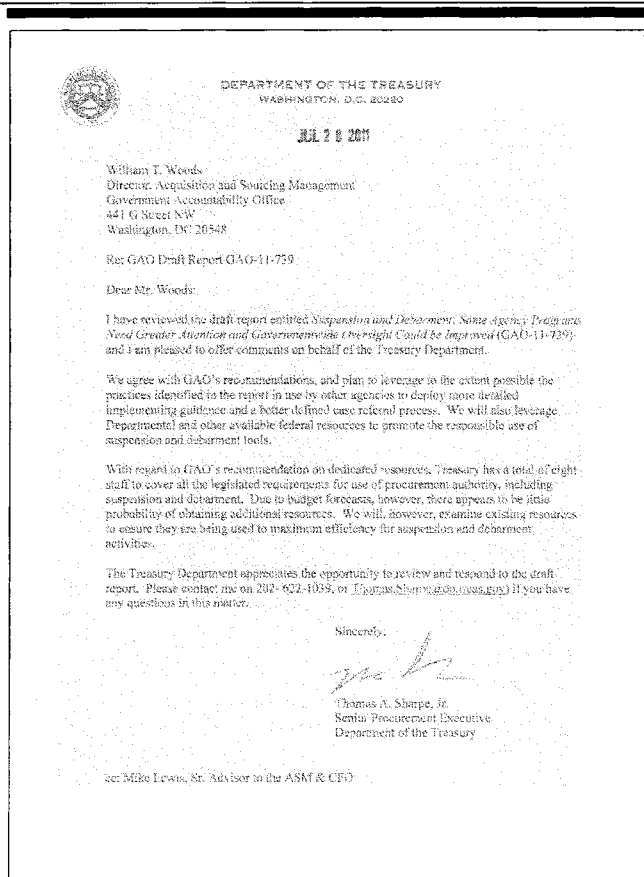 DEPARTMENT OF THE TREASURY
WASHINGTON, D.C. 20220
JUL 28 2011
William T. Woods
Director, Acquisition and Sourcing Management
Government Accountability Office
441 G Street NW
Washington, DC 20548
Re: GAO Draft Report GAO-11-739
Dear Mr. Woods:
I have reviewed the draft report entitled Suspension and Debarment: Some Agency Programs
Need Greater Attention and Governmentwide Oversight Could be Improved (GAO-11-739)
and I am pleased to offer comments on behalf of the Treasury Department.
We agree with GAO's recommendations, and plan to leverage to the extent possible the
practices identified in the report in use by other agencies to deploy more detailed
implementing guidance and a better defined case referral process. We will also leverage
Departmental and other available federal resources to promote the responsible use of
suspension and debarment tools.
With regard to GAO's recommendation on dedicated resources, Treasury has a total of eight
staff to cover all the legislated requirements for use of procurement authority, including
suspension and debarment. Due to budget forecasts, however, there appears to be little
probability of obtaining additional resources. We will, however, examine existing resources
to ensure they are being used to maximum efficiency for suspension and debarment
activities.
The Treasury Department appreciates the opportunity to review and respond to the draft
report. Please contact me on 202- 622-1039, or Thomas.Sharpe@do.treas.gov) if you have
any questions in this matter.
Sincerely,
Thomas A. Sharpe, Jr.
Senior Procurement Executive
Department of the Treasury
cc: Mike Lewis, Sr. Advisor to the ASM & CFO